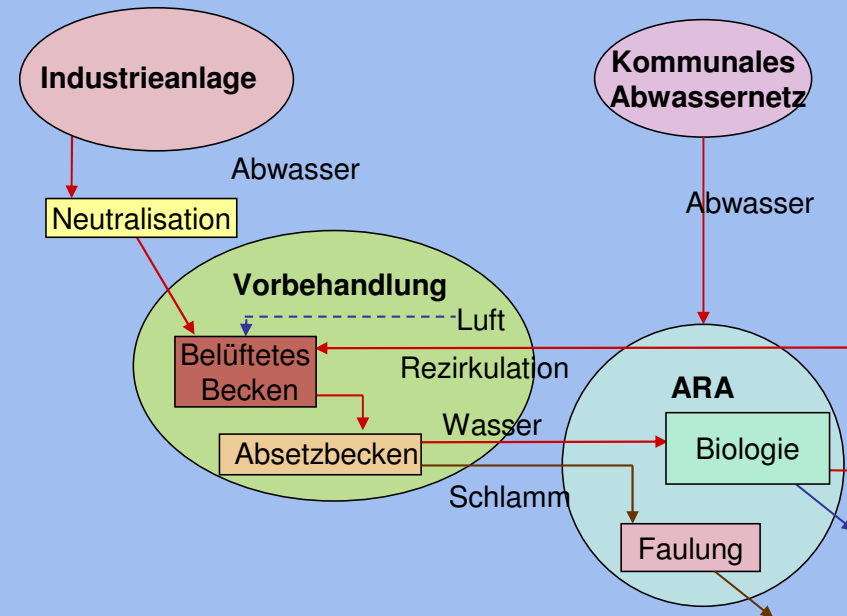 Industrieanlage
Kommunales
Abwassernetz
Abwasser
Abwasser
Neutralisation
Vorbehandlung
Luft
Belüftetes
Becken
Rezirkulation
ARA
Wasser
Absetzbecken
Biologie
Schlamm
Faulung